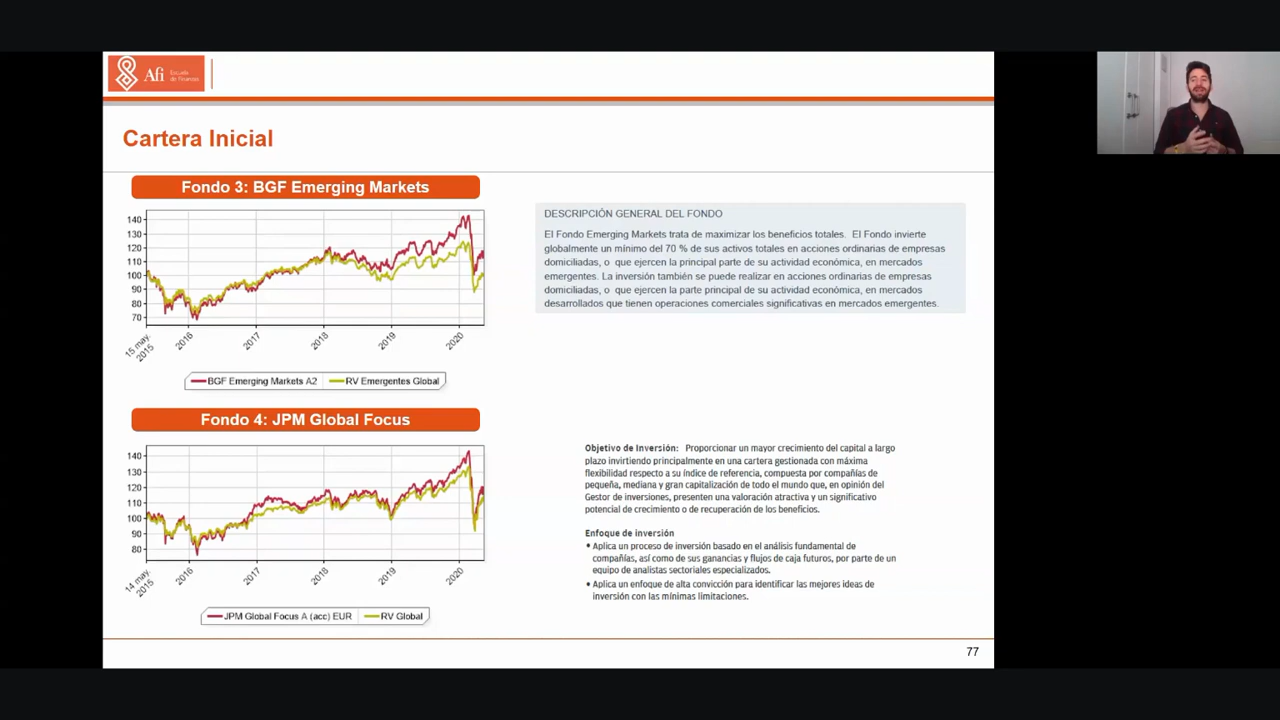 Afi
Escuela
de Finanzas
Cartera Inicial
Fondo 3: BGF Emerging Markets
140
130
120
110
100
90
80
70
15 may.
2015
2016
2017
2018
2019
2020
BGF Emerging Markets A2
RV Emergentes Global
DESCRIPCIÓN GENERAL DEL FONDO
El Fondo Emerging Markets trata de maximizar los beneficios totales. El Fondo invierte
globalmente un mínimo del 70 % de sus activos totales en acciones ordinarias de empresas
domiciliadas, o que ejercen la principal parte de su actividad económica, en mercados
emergentes. La inversión también se puede realizar en acciones ordinarias de empresas
domiciliadas, o que ejercen la parte principal de su actividad económica, en mercados
desarrollados que tienen operaciones comerciales significativas en mercados emergentes.
Fondo 4: JPM Global Focus
140
130
120
110
100
90
80
14 may.
2015
2016
2017
2018
2019
2020
JPM Global Focus A (acc) EUR
RV Global
Objetivo de Inversión: Proporcionar un mayor crecimiento del capital a largo
plazo invirtiendo principalmente en una cartera gestionada con máxima
flexibilidad respecto a su índice de referencia, compuesta por compañías de
pequeña, mediana y gran capitalización de todo el mundo que, en opinión del
Gestor de inversiones, presenten una valoración atractiva y un significativo
potencial de crecimiento o de recuperación de los beneficios.
Enfoque de inversión
• Aplica un proceso de inversión basado en el análisis fundamental de
compañías, así como de sus ganancias y flujos de caja futuros, por parte de un
equipo de analistas sectoriales especializados.
• Aplica un enfoque de alta convicción para identificar las mejores ideas de
inversión con las mínimas limitaciones.
77